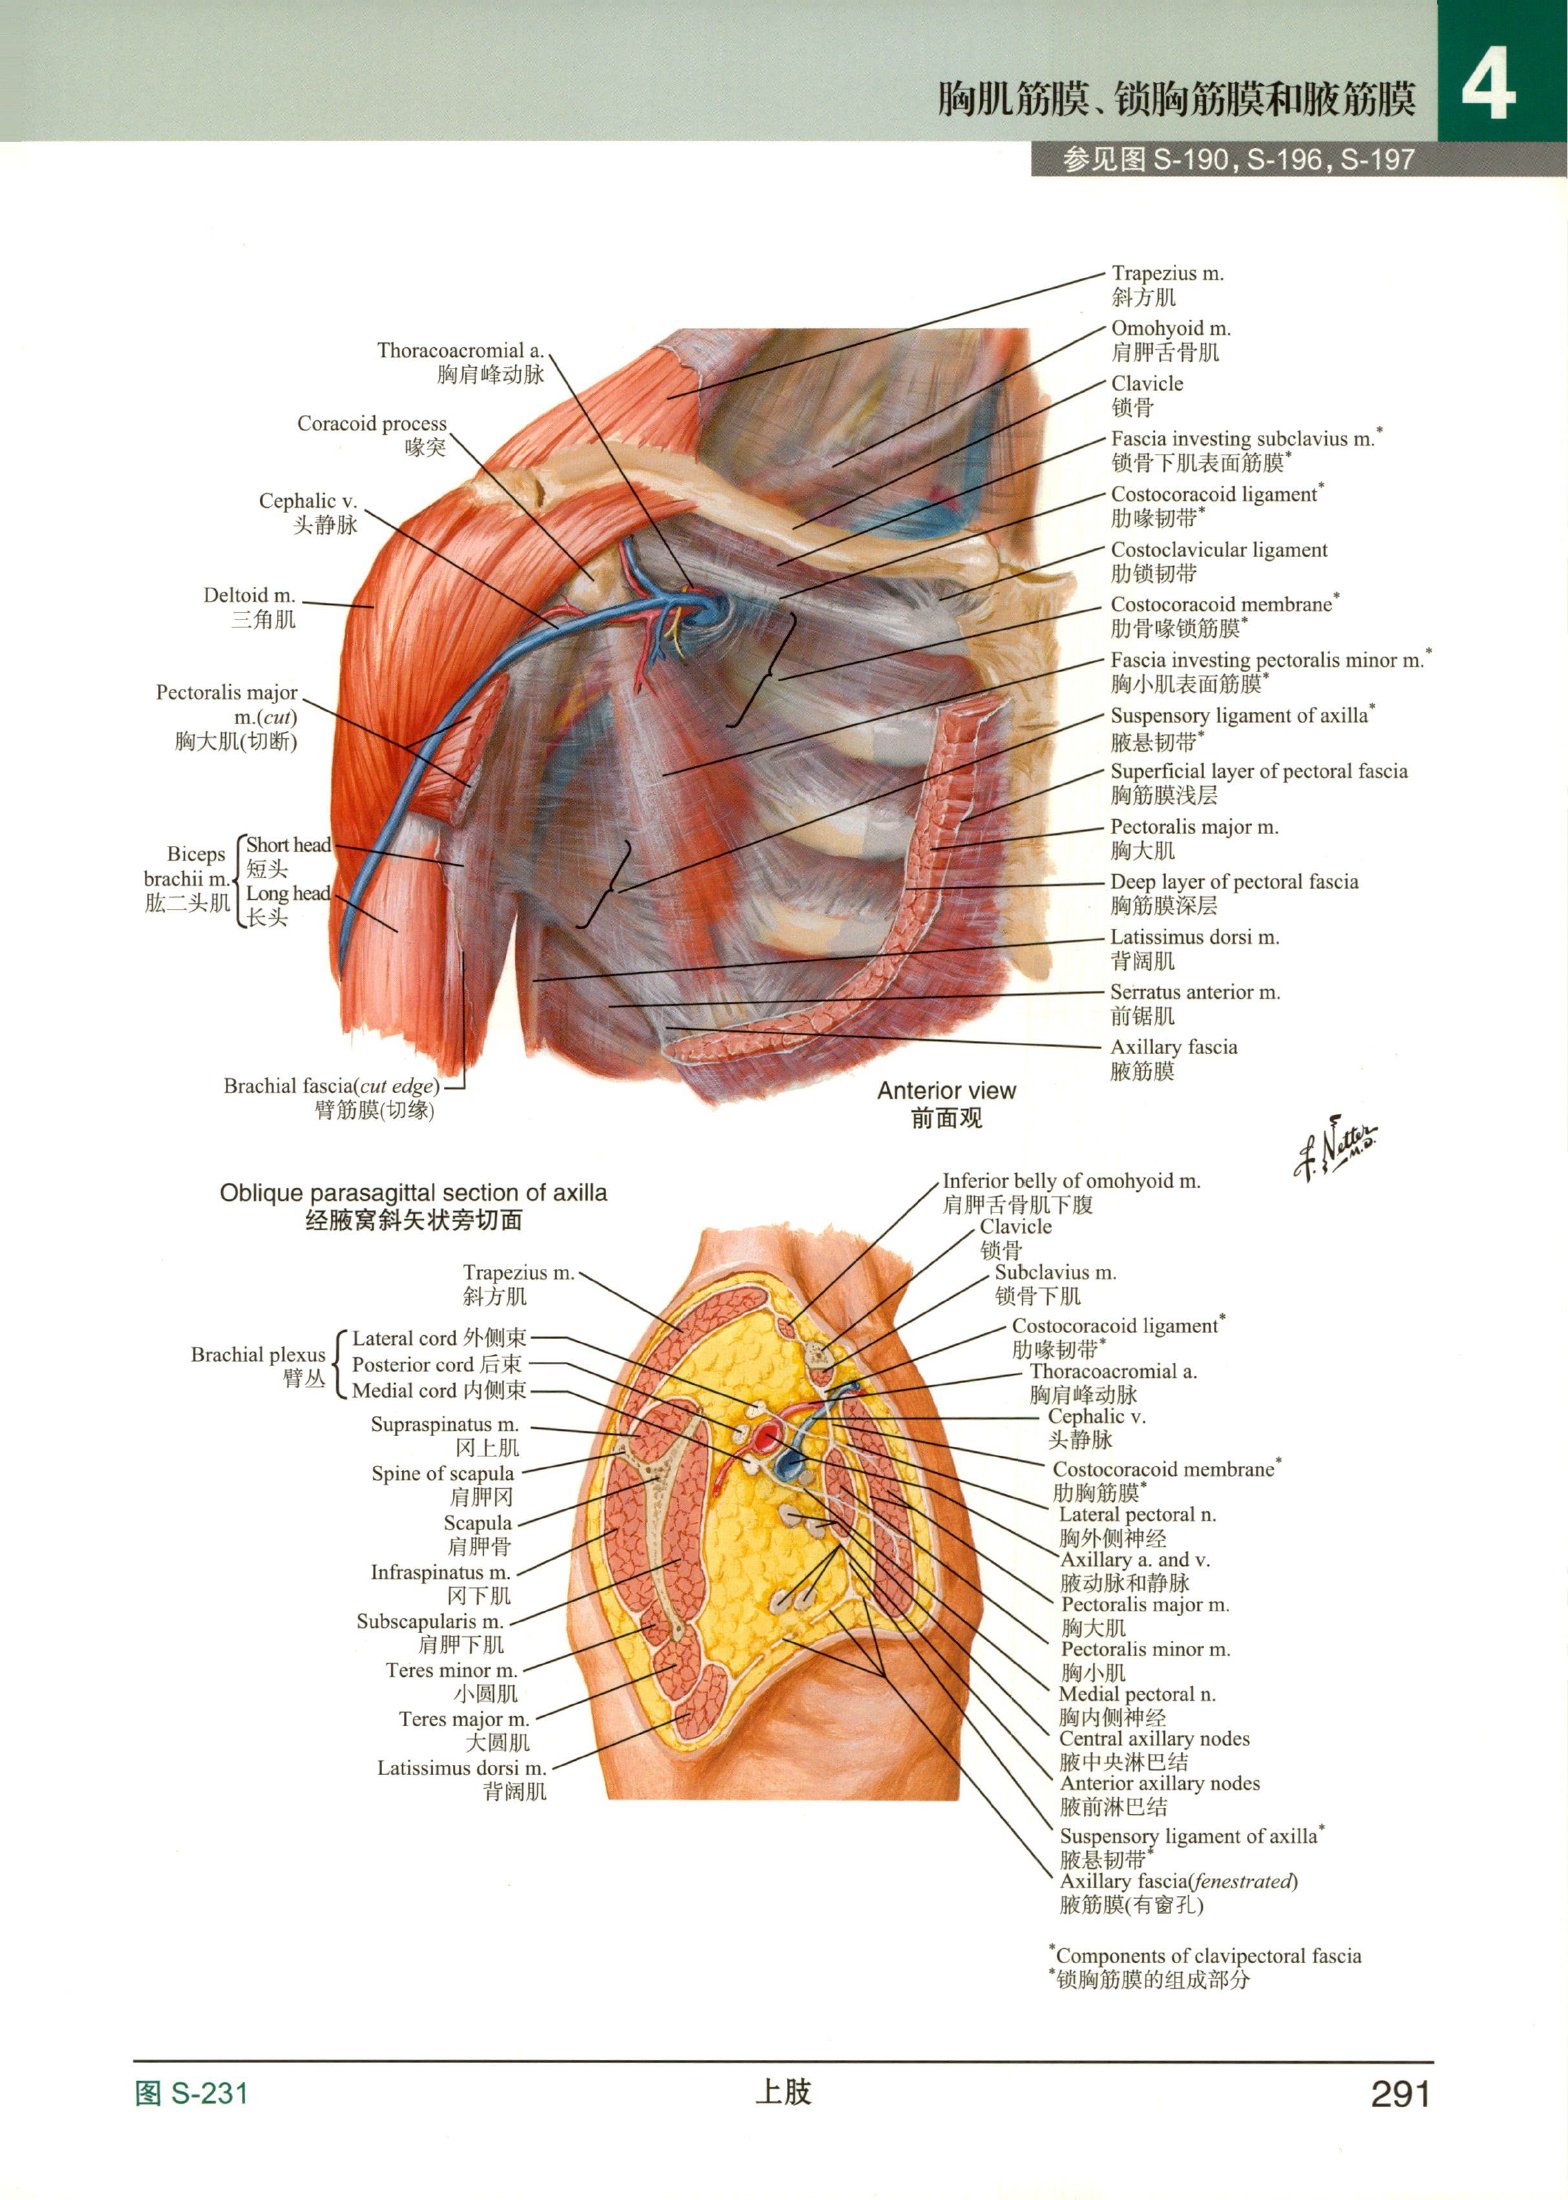 胸肌筋膜、锁胸筋膜和腋筋膜
4
参见图 S-190, S-196, S-197
Thoracoacromial a.
胸肩峰动脉
Coracoid process
喙突
Cephalic v.
头静脉
Deltoid m.
三角肌
Pectoralis major
m.(cut)
胸大肌(切断)
Biceps
brachii m.
肱二头肌
Short head
短头
Long head
长头
Brachial fascia(cut edge)
臂筋膜(切缘)
Trapezius m.
斜方肌
Omohyoid m.
肩胛舌骨肌
Clavicle
锁骨
Fascia investing subclavius m.*
锁骨下肌表面筋膜*
Costocoracoid ligament*
肋喙韧带*
Costoclavicular ligament
肋锁韧带
Costocoracoid membrane*
肋骨喙锁筋膜*
Fascia investing pectoralis minor m.*
胸小肌表面筋膜*
Suspensory ligament of axilla*
腋悬韧带*
Superficial layer of pectoral fascia
胸筋膜浅层
Pectoralis major m.
胸大肌
Deep layer of pectoral fascia
胸筋膜深层
Latissimus dorsi m.
背阔肌
Serratus anterior m.
前锯肌
Axillary fascia
腋筋膜
Anterior view
前面观
F. Netter
M.D.
Oblique parasagittal section of axilla
经腋窝斜矢状旁切面
Trapezius m.
斜方肌
Brachial plexus
臂丛
Lateral cord 外侧束
Posterior cord 后束
Medial cord 内侧束
Supraspinatus m.
冈上肌
Spine of scapula
肩胛冈
Scapula
肩胛骨
Infraspinatus m.
冈下肌
Subscapularis m.
肩胛下肌
Teres minor m.
小圆肌
Teres major m.
大圆肌
Latissimus dorsi m.
背阔肌
Inferior belly of omohyoid m.
肩胛舌骨肌下腹
Clavicle
锁骨
Subclavius m.
锁骨下肌
Costocoracoid ligament*
肋喙韧带*
Thoracoacromial a.
胸肩峰动脉
Cephalic v.
头静脉
Costocoracoid membrane*
肋胸筋膜*
Lateral pectoral n.
胸外侧神经
Axillary a. and v.
腋动脉和静脉
Pectoralis major m.
胸大肌
Pectoralis minor m.
胸小肌
Medial pectoral n.
胸内侧神经
Central axillary nodes
腋中央淋巴结
Anterior axillary nodes
腋前淋巴结
Suspensory ligament of axilla*
腋悬韧带*
Axillary fascia(fenestrated)
腋筋膜(有窗孔)
*Components of clavipectoral fascia
*锁胸筋膜的组成部分
图 S-231
上肢
291